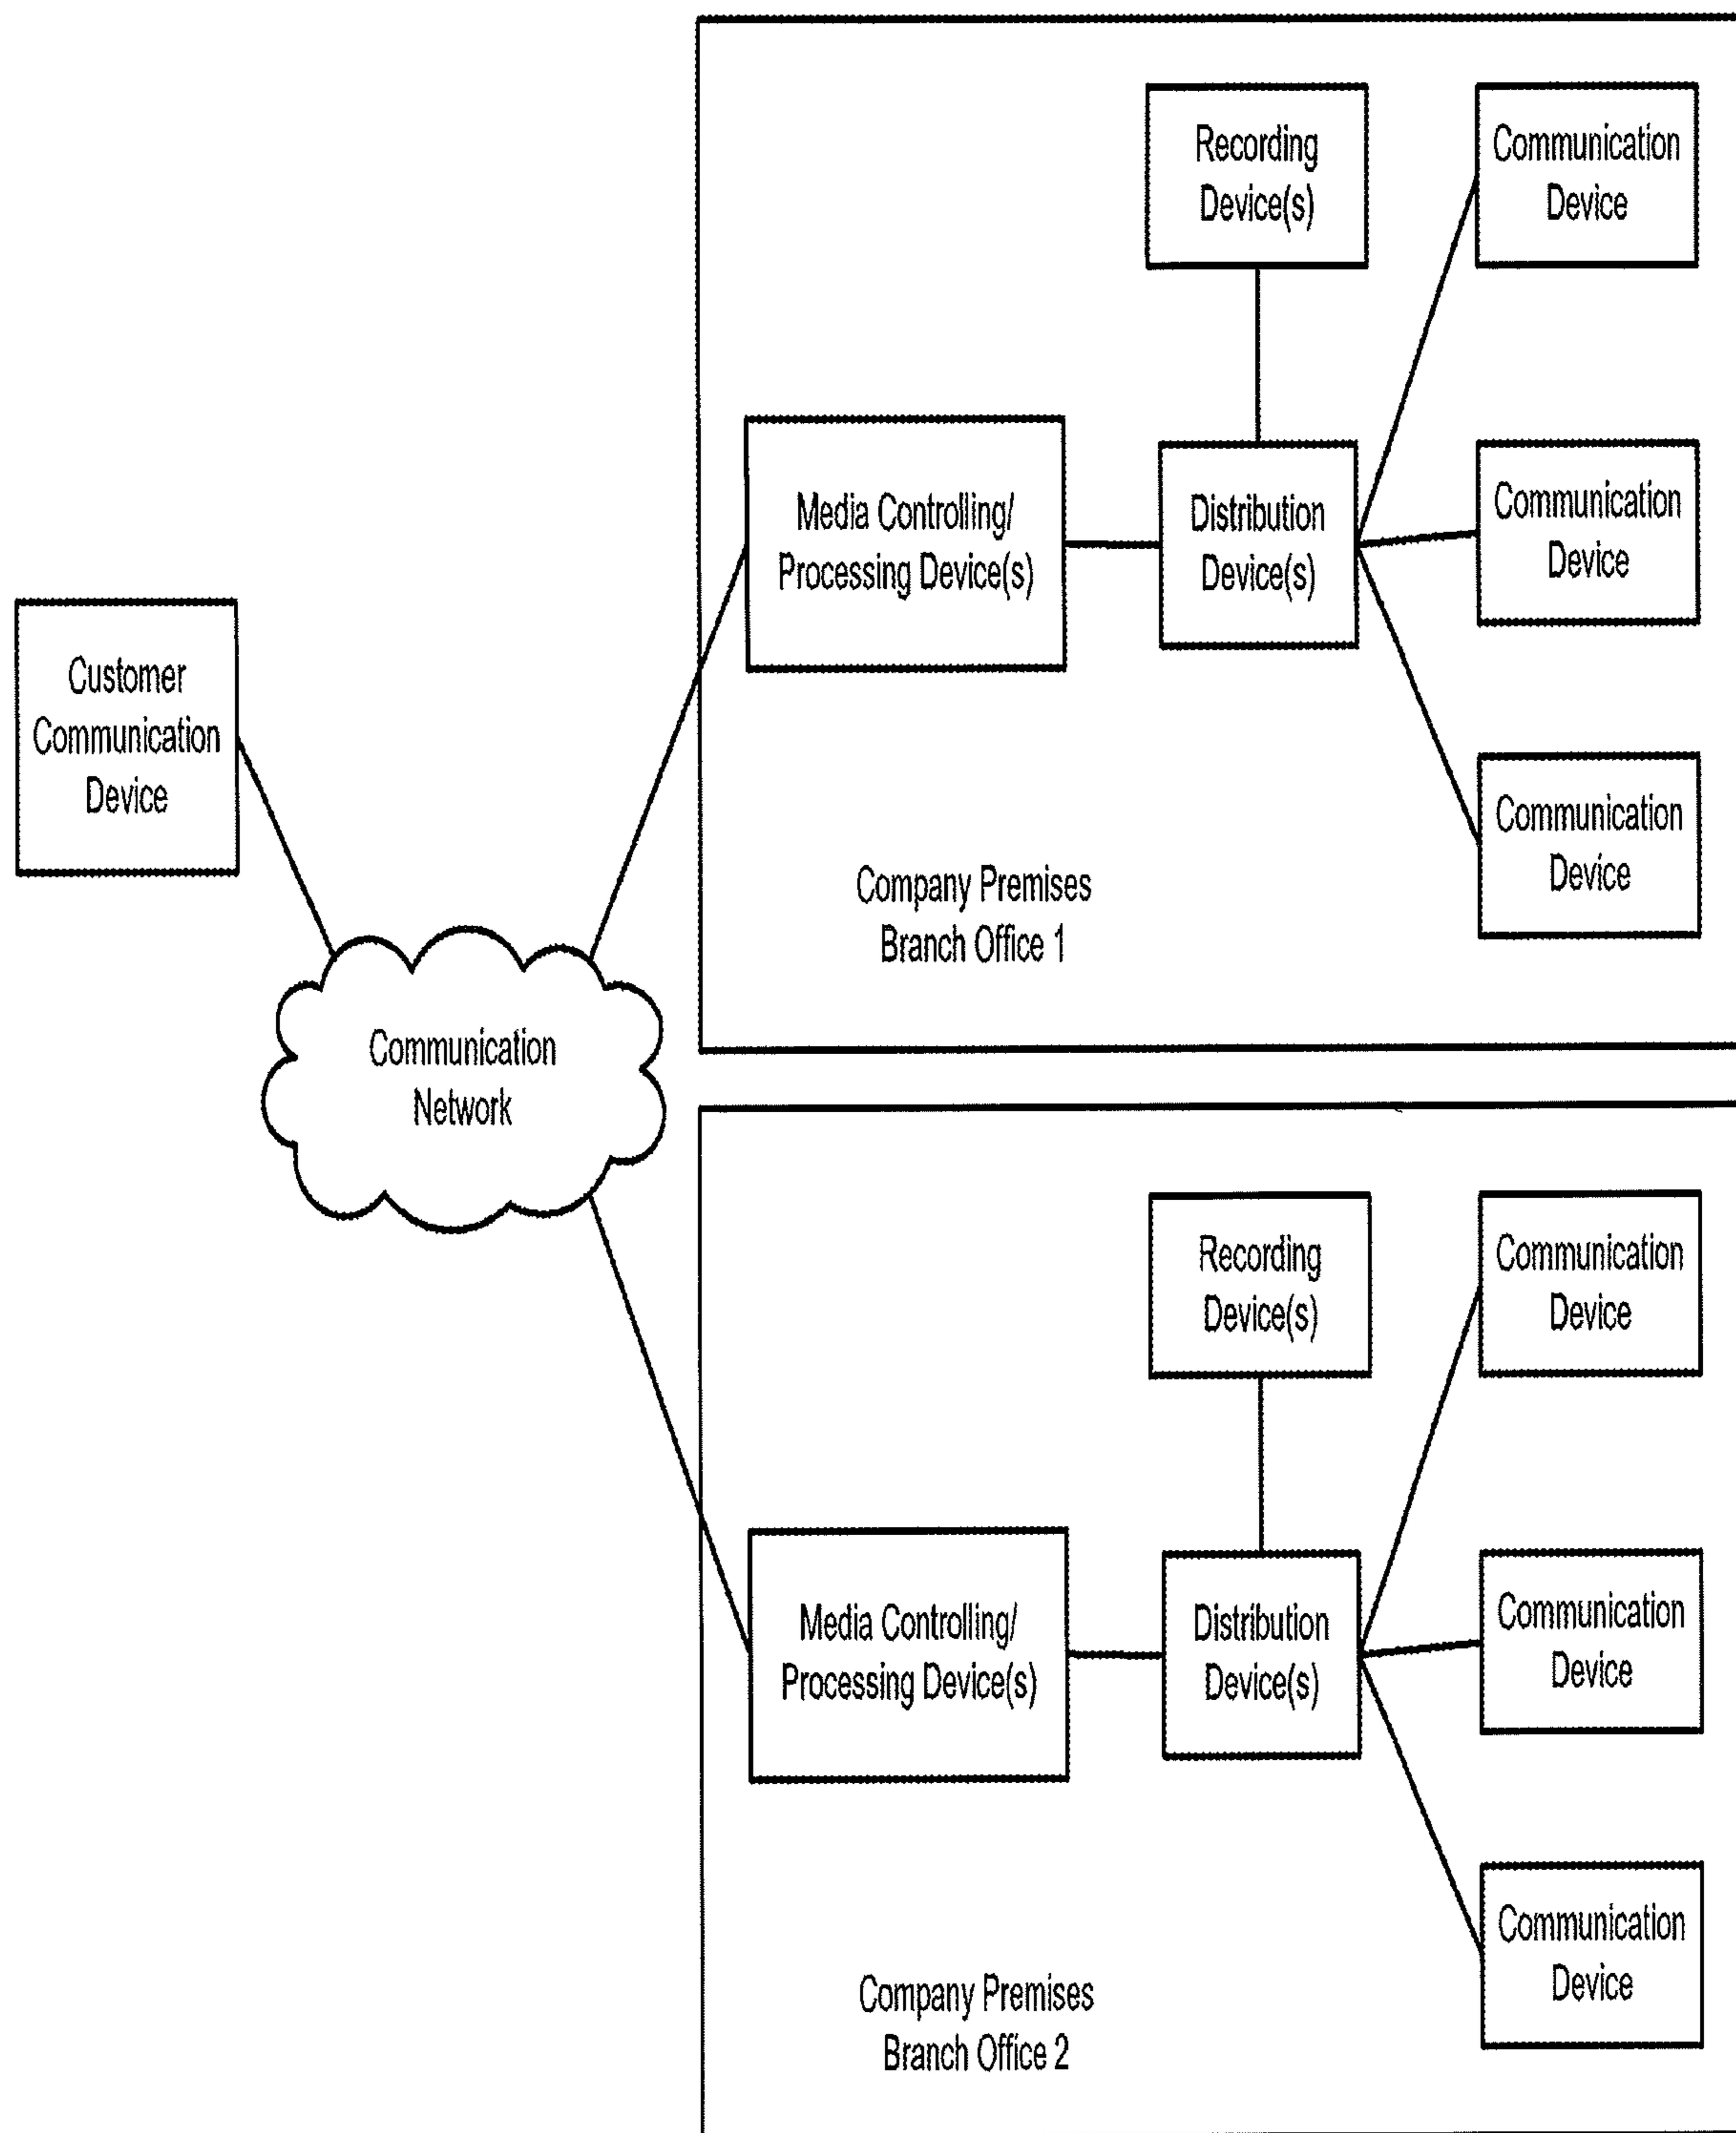 Recording
Device(s)
Communication
Device
Media Controlling/
Processing Device(s)
Distribution
Device(s)
Communication
Device
Customer
Communication
Device
Communication
Device
Company Premises
Branch Office 1
Communication
Network
Recording
Device(s)
Communication
Device
Media Controlling/
Processing Device(s)
Distribution
Device(s)
Communication
Device
Communication
Device
Company Premises
Branch Office 2